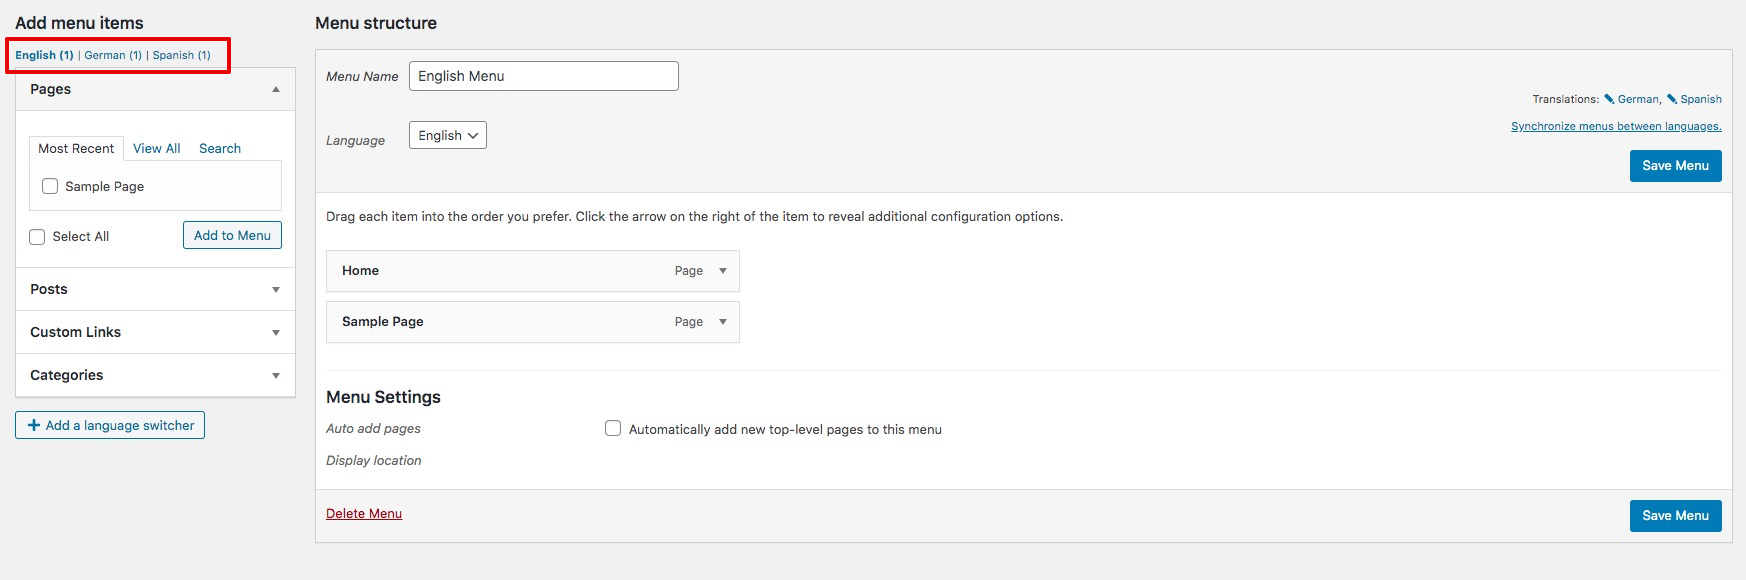 Add menu items
English (1) | German (1) | Spanish (1)
Pages
Most Recent
View All
Search
Sample Page
Select All
Add to Menu
Posts
Custom Links
Categories
Add a language switcher
Menu structure
Menu Name
English Menu
Translations: German, Spanish
Language
English
Synchronize menus between languages.
Save Menu
Drag each item into the order you prefer. Click the arrow on the right of the item to reveal additional configuration options.
Home Page
Sample Page Page
Menu Settings
Auto add pages
Automatically add new top-level pages to this menu
Display location
Delete Menu
Save Menu